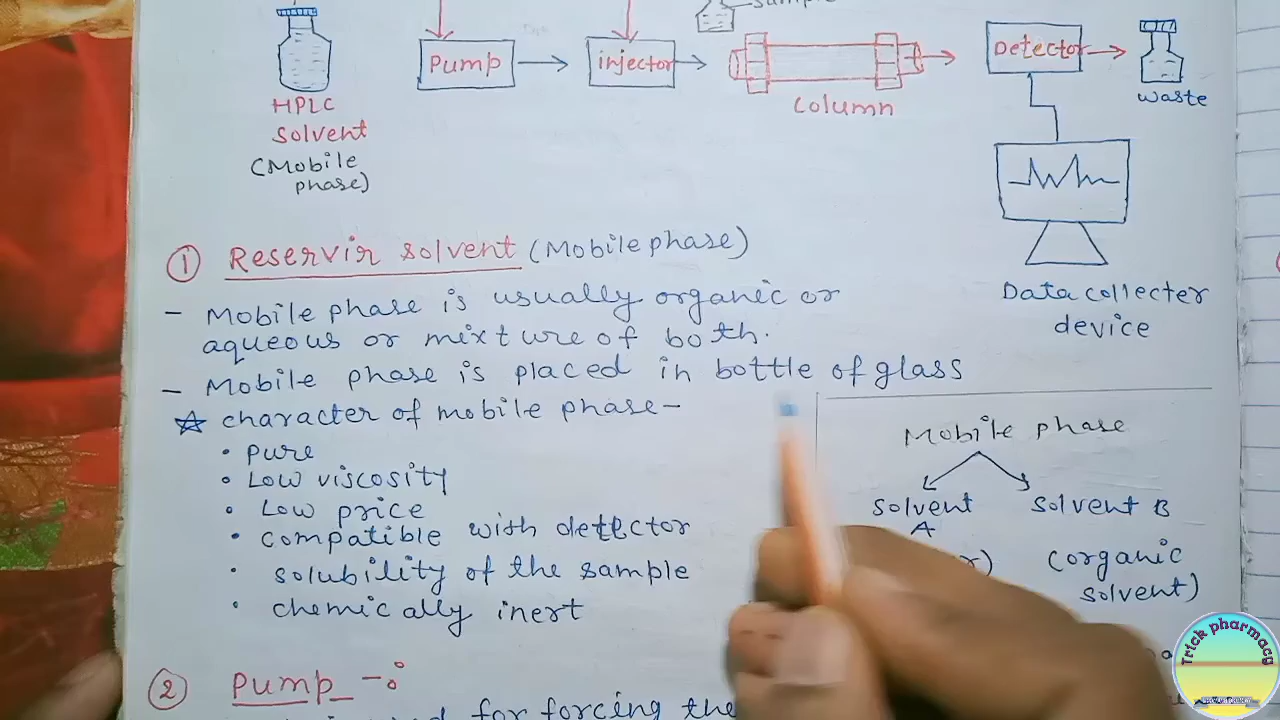 sample
Pump
injector
Detector
HPLC
solvent
(Mobile
phase)
column
waste
① Reservir solvent (Mobile phase)
- Mobile phase is usually organic or
aqueous or mixture of both.
- Mobile phase is placed in bottle of glass
☆ character of mobile phase-
• pure
• Low viscosity
• Low price
• compatible with detector
• solubility of the sample
• chemically inert
Data collecter
device
Mobile phase
solvent
A
solvent B
(organic
solvent)
② Pump -
for forcing the
Trick pharmacy